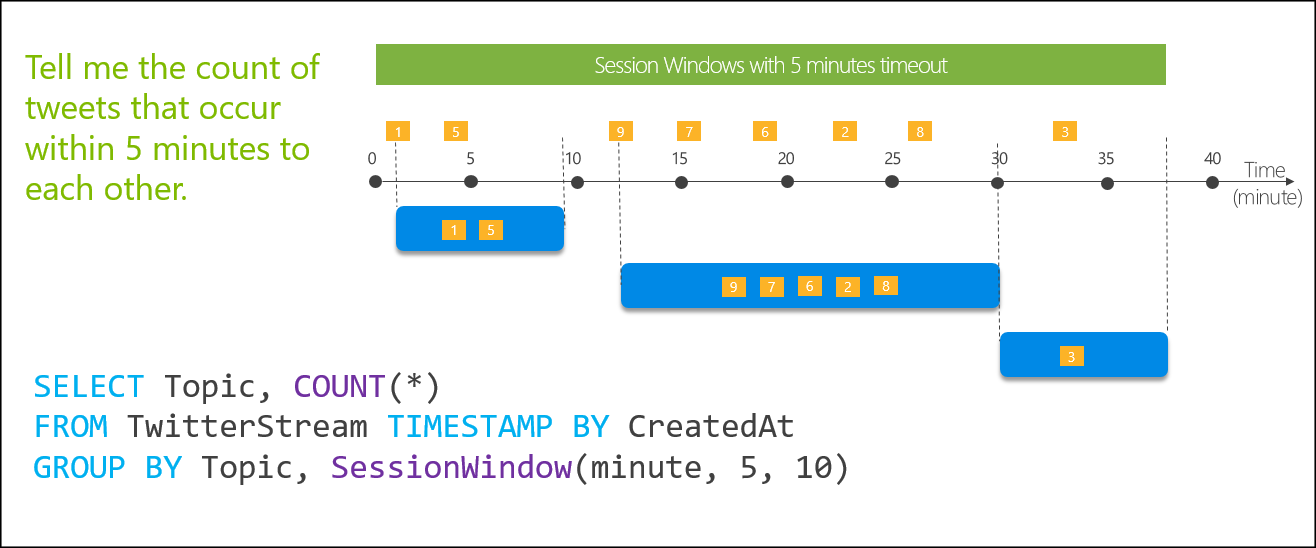 Tell me the count of
tweets that occur
within 5 minutes to
each other.
Session Windows with 5 minutes timeout
1 5 9 7 6 2 8 3
0 5 10 15 20 25 30 35 40
Time
(minute)
1 5
9 7 6 2 8
3
SELECT Topic, COUNT(*)
FROM TwitterStream TIMESTAMP BY CreatedAt
GROUP BY Topic, SessionWindow(minute, 5, 10)